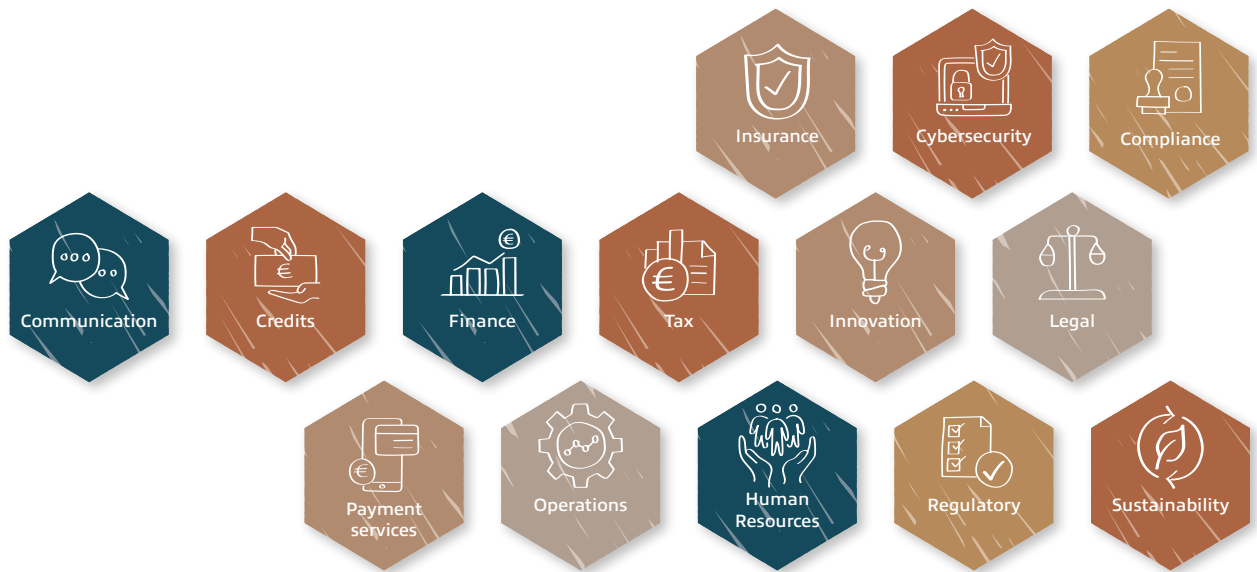 Insurance
Cybersecurity
Compliance
Communication
Credits
€
Finance
€
Tax
€
Innovation
Legal
Payment
services
€
Operations
Human
Resources
Regulatory
Sustainability